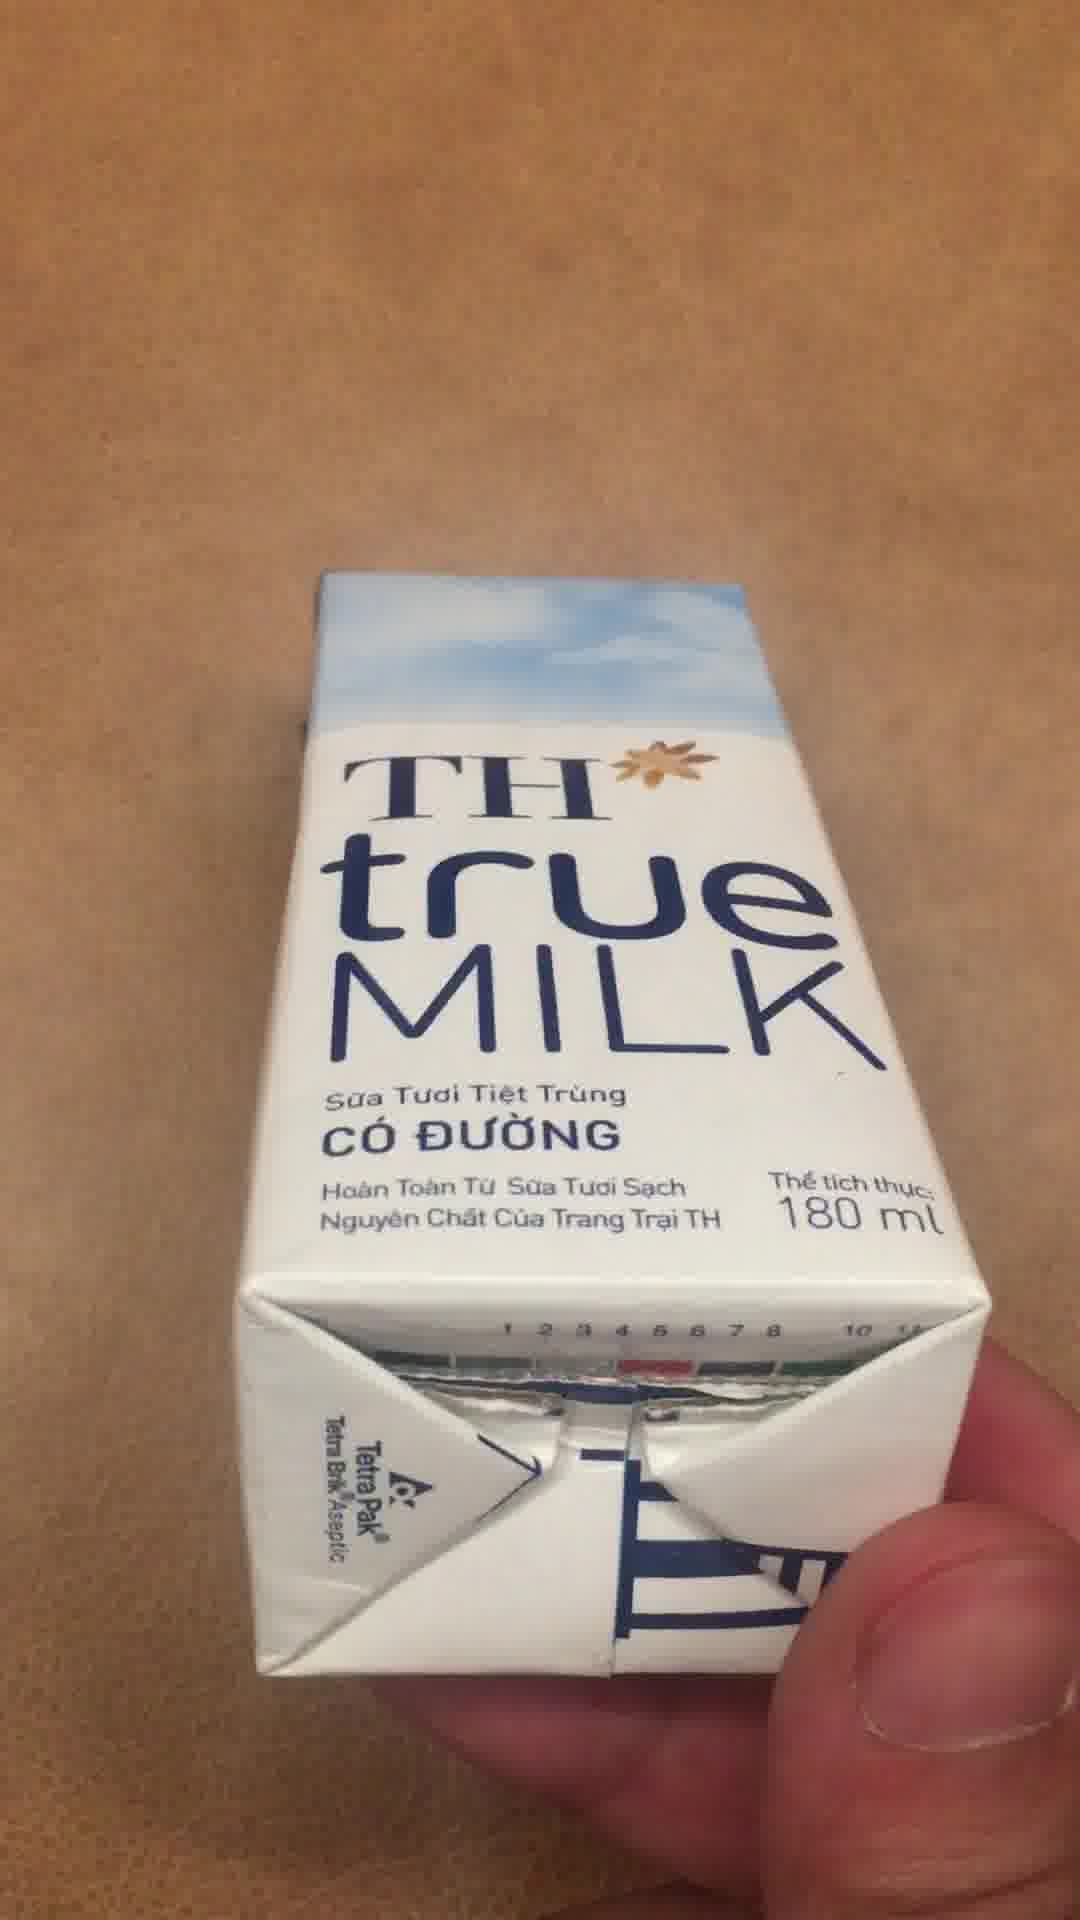 TH
true
MILK
Sữa Tươi Tiệt Trùng
CÓ ĐƯỜNG
Hoàn Toàn Từ Sữa Tươi Sạch
Nguyên Chất Của Trang Trại TH
Thể tích thực:
180 ml
1 2 3 4 5 6 7 8 10
Tetra Pak®
Tetra Brik® Aseptic